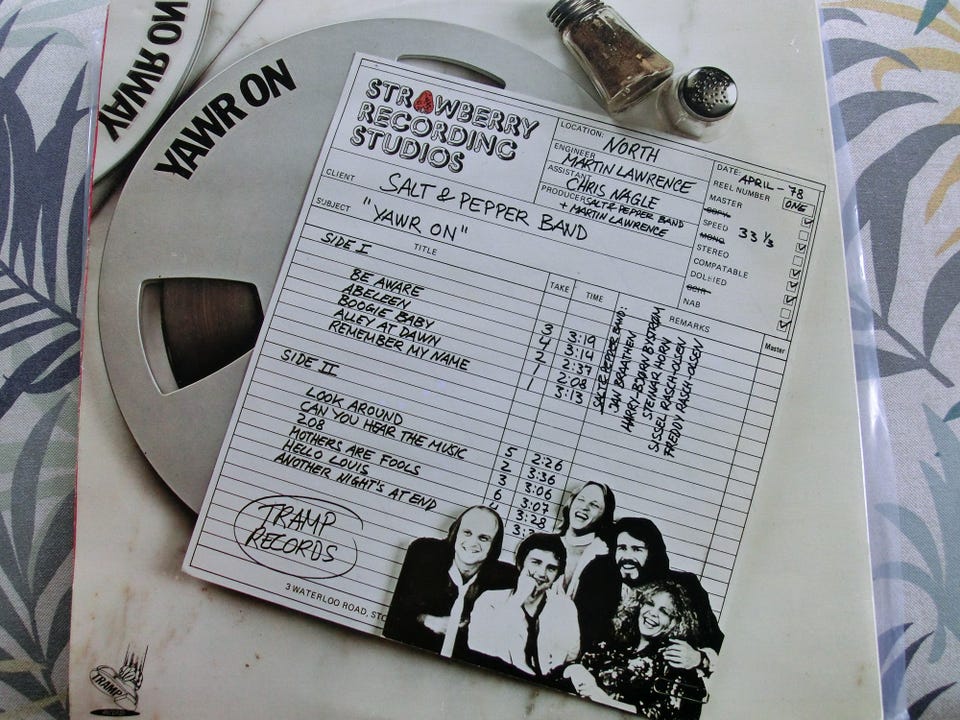 YAWR ON
YAWR ON
STRAWBERRY
RECORDING
STUDIOS
LOCATION: NORTH
ENGINEER MARTIN LAWRENCE
ASSISTANT CHRIS NAGLE
PRODUCER SALT & PEPPER BAND
+ MARTIN LAWRENCE
DATE: APRIL - 78
REEL NUMBER ONE
MASTER
COPY
SPEED 33 1/3
MONO
STEREO
COMPATABLE
DOLBIED
CCIR
NAB
CLIENT SALT & PEPPER BAND
SUBJECT "YAWR ON"
TITLE TAKE TIME REMARKS Master
SIDE I
BE AWARE 3 3:19
ABELEEN 4 3:14
BOOGIE BABY 2 2:37
ALLEY AT DAWN 7 2:08
REMEMBER MY NAME 1 5:13
SIDE II
LOOK AROUND 5 2:26
CAN YOU HEAR THE MUSIC 2 3:36
208 3 3:06
MOTHERS ARE FOOLS 6 3:07
HELLO LOUIS 3:28
ANOTHER NIGHT'S AT END
SALT & PEPPER BAND:
JAN BRAATHEN
HARRY-BJØRN BYSTRØM
STEINAR HORN
SISSEL RASCH-OLSEN
FREDDY RASCH-OLSEN
TRAMP
RECORDS
3 WATERLOO ROAD,
TRAMP